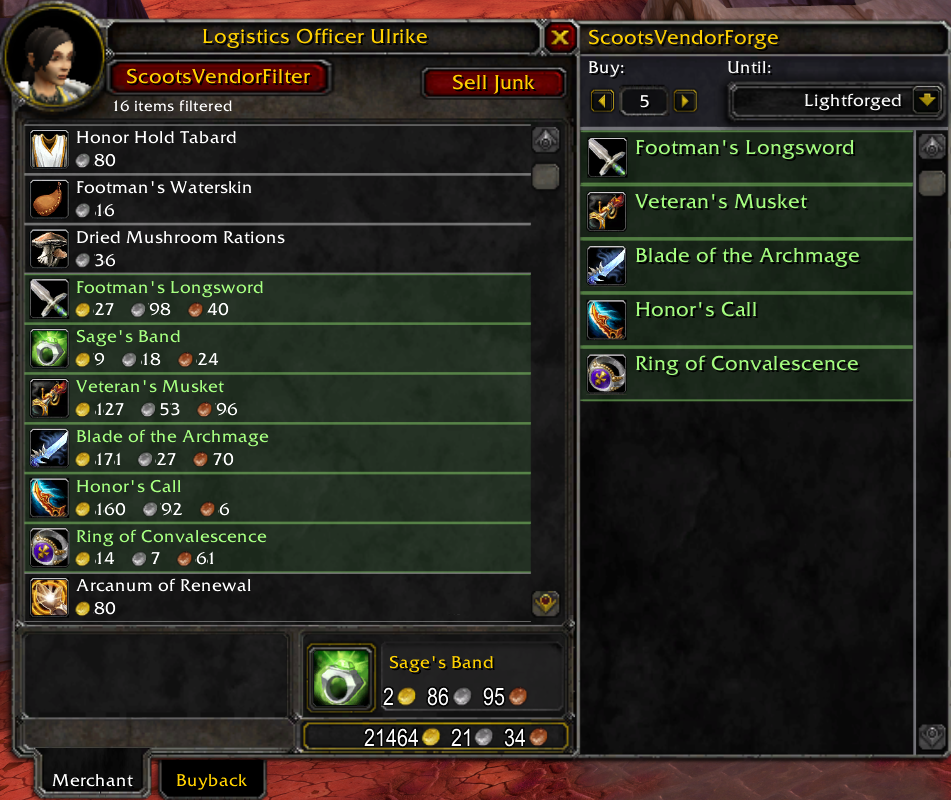 Logistics Officer Ulrike
ScootsVendorFilter
Sell Junk
16 items filtered
Honor Hold Tabard
80
Footman's Waterskin
16
Dried Mushroom Rations
36
Footman's Longsword
27 98 40
Sage's Band
9 18 24
Veteran's Musket
127 53 96
Blade of the Archmage
171 27 70
Honor's Call
160 92 6
Ring of Convalescence
14 7 61
Arcanum of Renewal
80
Sage's Band
2 86 95
21464 21 34
Merchant Buyback
ScootsVendorForge
Buy: Until:
5 Lightforged
Footman's Longsword
Veteran's Musket
Blade of the Archmage
Honor's Call
Ring of Convalescence